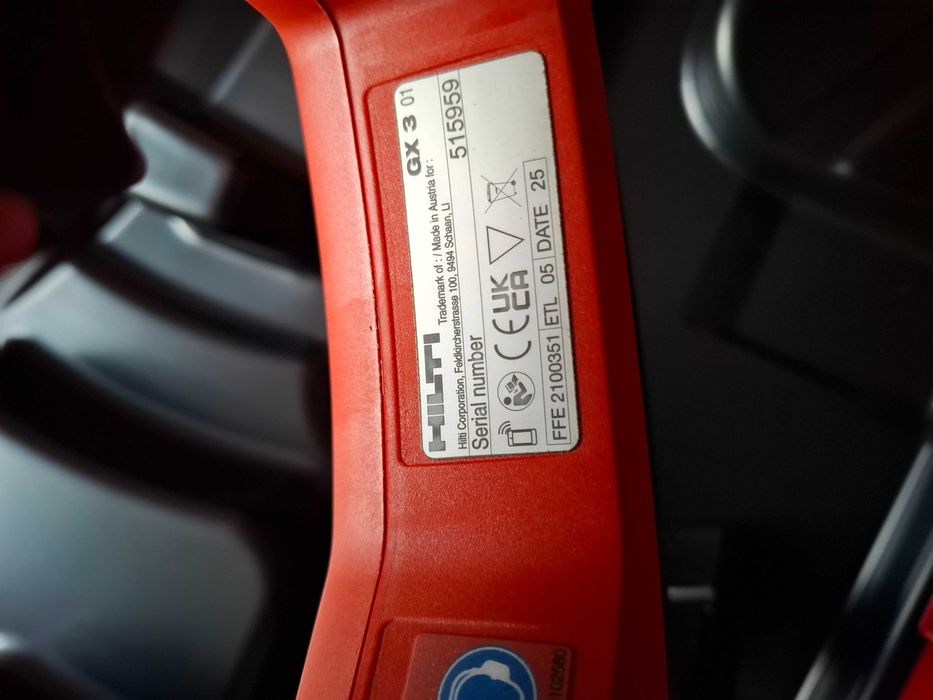 HILTI GX 3 01
Trademark of : / Made in Austria for :
Hilti Corporation, Feldkircherstrasse 100, 9494 Schaan, LI
Serial number 515959
CE UK CA
FFE 2100351 ETL 05 DATE 25